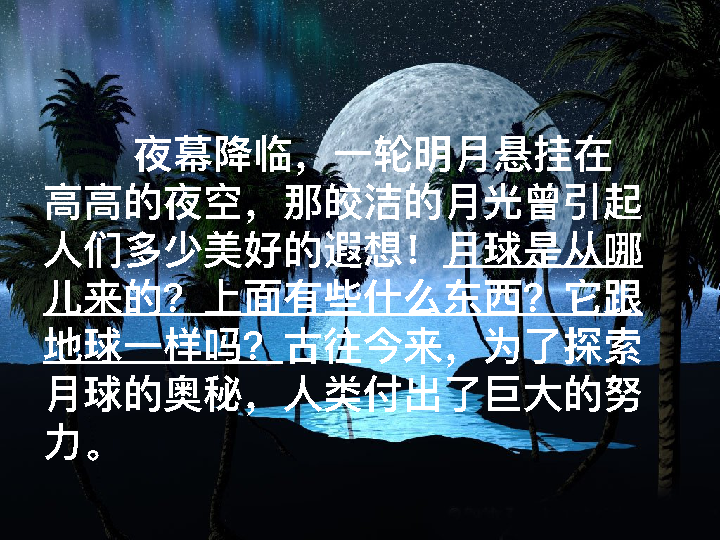 夜幕降临，一轮明月悬挂在
高高的夜空，那皎洁的月光曾引起
人们多少美好的遐想！月球是从哪
儿来的？上面有些什么东西？它跟
地球一样吗？古往今来，为了探索
月球的奥秘，人类付出了巨大的努
力。